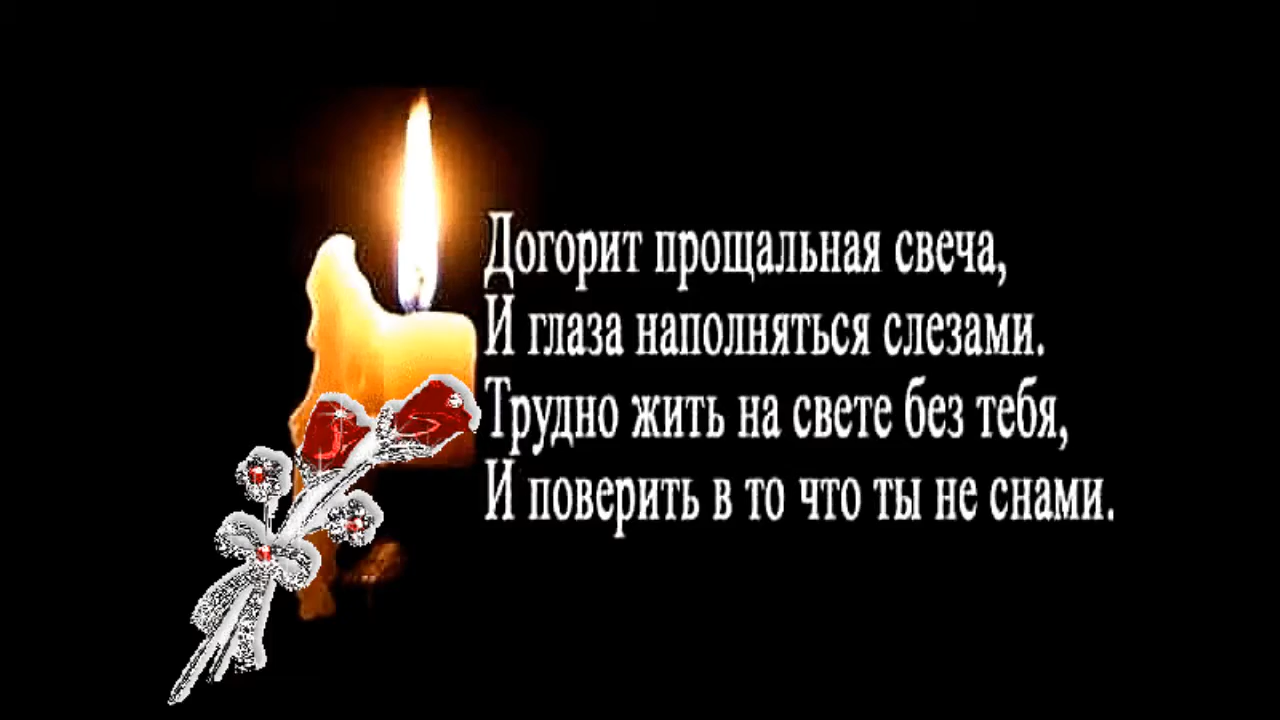 Догорит прощальная свеча,
И глаза наполняться слезами.
Трудно жить на свете без тебя,
И поверить в то что ты не снами.